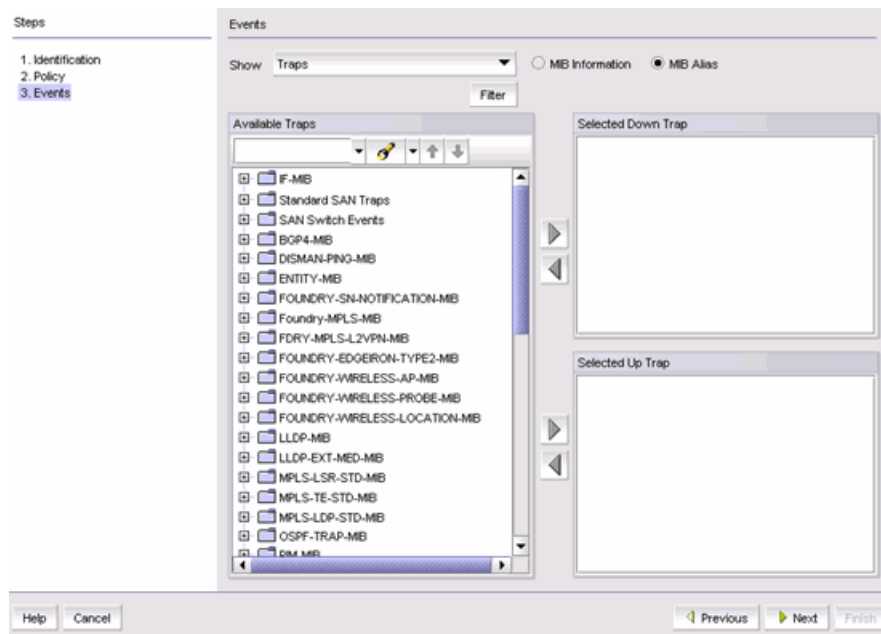 Steps
1. Identification
2. Policy
3. Events
Events
Show Traps MIB Information MIB Alias
Filter
Available Traps
IF-MIB
Standard SAN Traps
SAN Switch Events
BGP4-MIB
DISMAN-PING-MIB
ENTITY-MIB
FOUNDRY-SN-NOTIFICATION-MIB
Foundry-MPLS-MIB
FDRY-MPLS-L2VPN-MIB
FOUNDRY-EDGEIRON-TYPE2-MIB
FOUNDRY-WIRELESS-AP-MIB
FOUNDRY-WIRELESS-PROBE-MIB
FOUNDRY-WIRELESS-LOCATION-MIB
LLDP-MIB
LLDP-EXT-MED-MIB
MPLS-LSR-STD-MIB
MPLS-TE-STD-MIB
MPLS-LDP-STD-MIB
OSPF-TRAP-MIB
PIM-MIB
Selected Down Trap
Selected Up Trap
Help Cancel Previous Next Finish